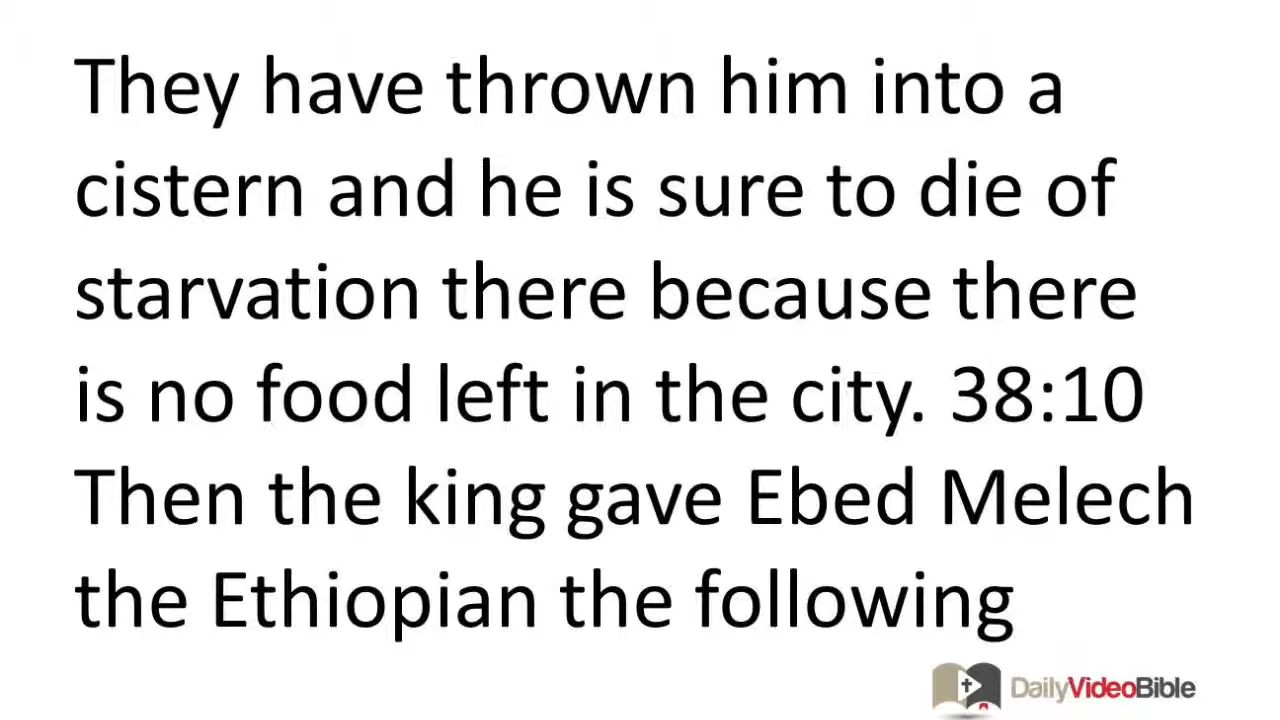 They have thrown him into a
cistern and he is sure to die of
starvation there because there
is no food left in the city. 38:10
Then the king gave Ebed Melech
the Ethiopian the following
DailyVideoBible